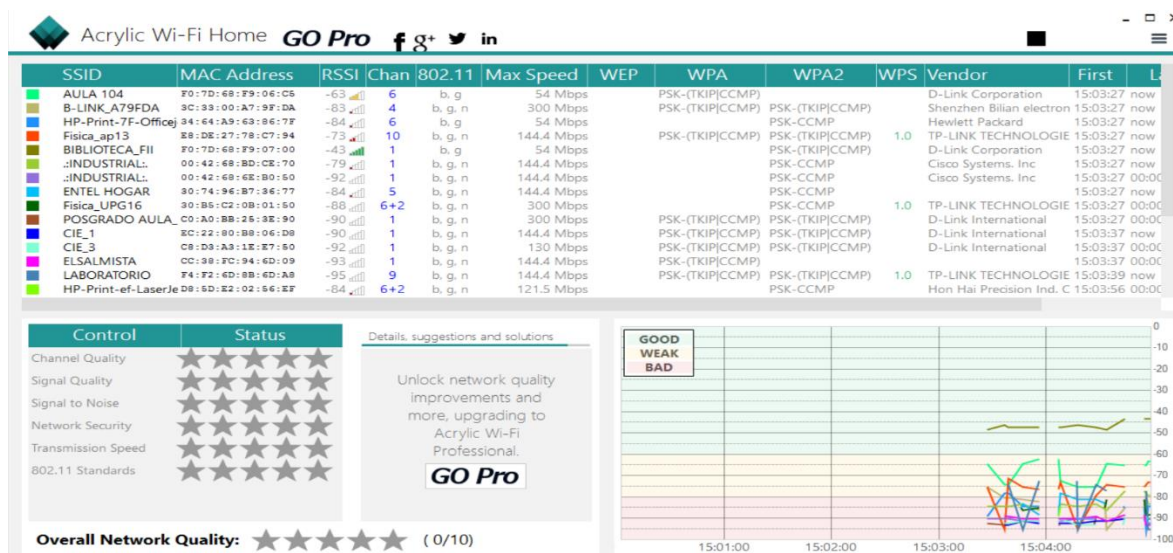 Acrylic Wi-Fi Home GO Pro f g+ in
SSID MAC Address RSSI Chan 802.11 Max Speed WEP WPA WPA2 WPS Vendor First La
AULA 104 F0:7D:68:F9:06:C5 -63 6 b, g 54 Mbps PSK-(TKIP|CCMP) D-Link Corporation 15:03:27 now
B-LINK_A79FDA 3C:33:00:A7:9F:DA -83 4 b, g, n 300 Mbps PSK-(TKIP|CCMP) PSK-(TKIP|CCMP) Shenzhen Bilian electron 15:03:27 now
HP-Print-7F-Officej 34:64:A9:63:86:7F -84 6 b, g 54 Mbps PSK-CCMP Hewlett Packard 15:03:27 now
Fisica_ap13 E8:DE:27:78:C7:94 -73 10 b, g, n 144.4 Mbps PSK-(TKIP|CCMP) PSK-(TKIP|CCMP) 1.0 TP-LINK TECHNOLOGIE 15:03:27 now
BIBLIOTECA_FII F0:7D:68:F9:07:00 -43 1 b, g 54 Mbps PSK-(TKIP|CCMP) D-Link Corporation 15:03:27 now
.:INDUSTRIAL:. 00:42:68:BD:CE:70 -79 1 b, g, n 144.4 Mbps PSK-CCMP Cisco Systems. Inc 15:03:27 now
.:INDUSTRIAL:. 00:42:68:6E:B0:50 -92 1 b, g, n 144.4 Mbps PSK-CCMP Cisco Systems. Inc 15:03:27 00:00
ENTEL HOGAR 30:74:96:B7:36:77 -84 5 b, g, n 144.4 Mbps PSK-CCMP 15:03:27 now
Fisica_UPG16 30:B5:C2:0B:01:50 -88 6+2 b, g, n 300 Mbps PSK-CCMP 1.0 TP-LINK TECHNOLOGIE 15:03:27 00:00
POSGRADO AULA_ C0:A0:BB:25:3E:90 -90 1 b, g, n 300 Mbps PSK-(TKIP|CCMP) PSK-(TKIP|CCMP) D-Link International 15:03:27 00:00
CIE_1 EC:22:80:B8:06:D8 -90 1 b, g, n 144.4 Mbps PSK-(TKIP|CCMP) PSK-(TKIP|CCMP) D-Link International 15:03:37 now
CIE_3 C8:D3:A3:1E:E7:50 -92 1 b, g, n 130 Mbps PSK-(TKIP|CCMP) PSK-(TKIP|CCMP) D-Link International 15:03:37 00:00
ELSALMISTA CC:38:FC:94:6D:09 -93 1 b, g, n 144.4 Mbps PSK-(TKIP|CCMP) PSK-(TKIP|CCMP) 15:03:37 00:00
LABORATORIO F4:F2:6D:8B:6D:A8 -95 9 b, g, n 144.4 Mbps PSK-(TKIP|CCMP) PSK-(TKIP|CCMP) 1.0 TP-LINK TECHNOLOGIE 15:03:39 now
HP-Print-ef-LaserJe D8:5D:E2:02:56:EF -84 6+2 b, g, n 121.5 Mbps PSK-CCMP Hon Hai Precision Ind. C 15:03:56 00:00
Control Status
Channel Quality
Signal Quality
Signal to Noise
Network Security
Transmission Speed
802.11 Standards
Overall Network Quality: ( 0/10)
Details, suggestions and solutions
Unlock network quality
improvements and
more, upgrading to
Acrylic Wi-Fi
Professional.
GO Pro
GOOD
WEAK
BAD
0
-10
-20
-30
-40
-50
-60
-70
-80
-90
-100
15:01:00 15:02:00 15:03:00 15:04:00